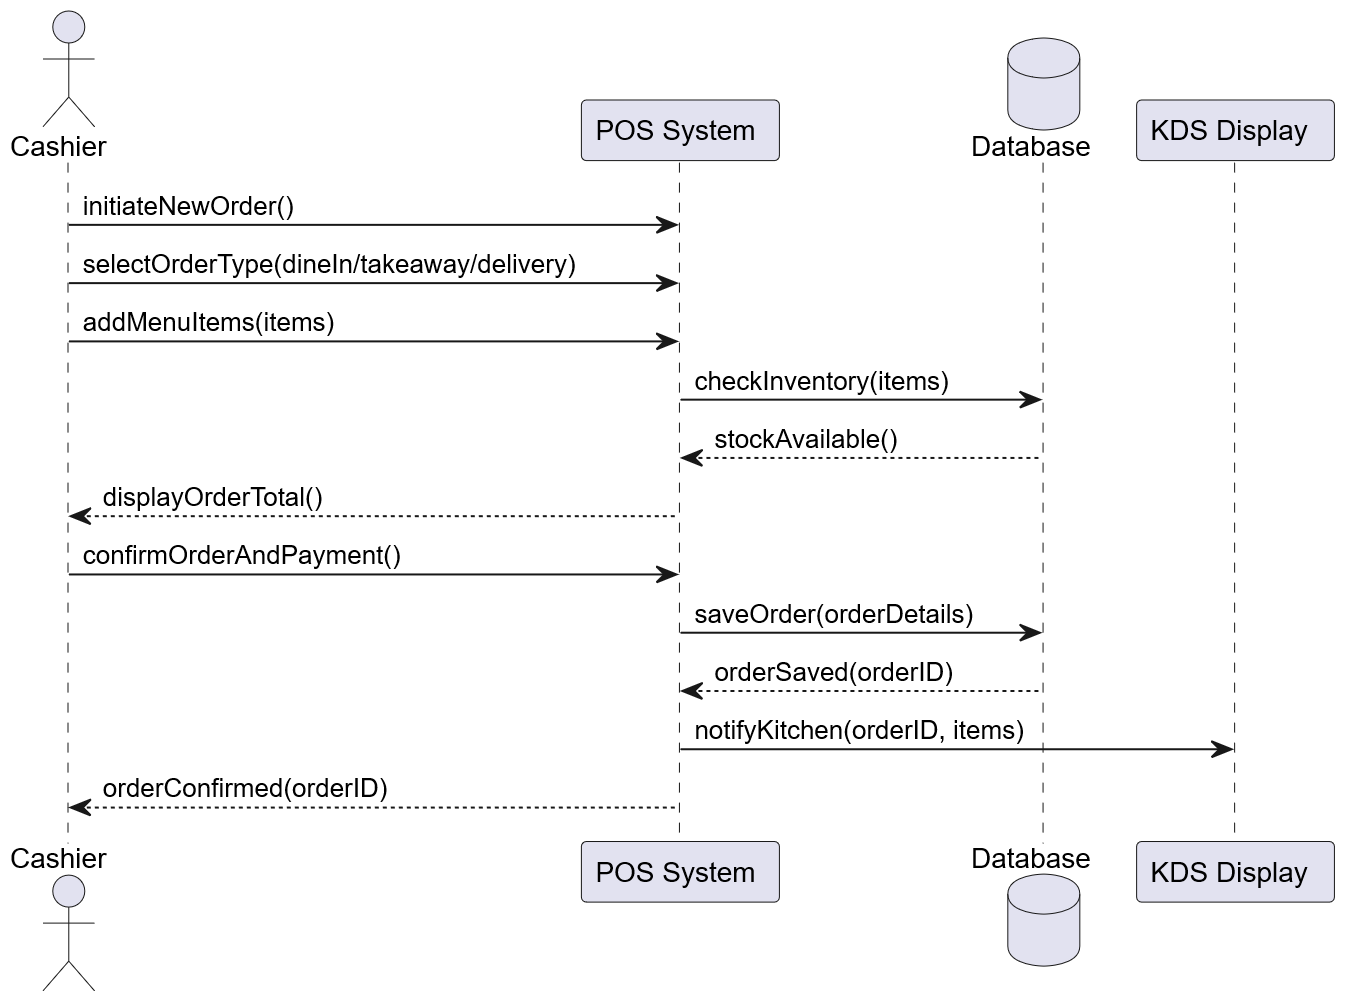 Cashier
POS System
Database
KDS Display
initiateNewOrder()
selectOrderType(dineIn/takeaway/delivery)
addMenuItems(items)
checkInventory(items)
stockAvailable()
displayOrderTotal()
confirmOrderAndPayment()
saveOrder(orderDetails)
orderSaved(orderID)
notifyKitchen(orderID, items)
orderConfirmed(orderID)
Cashier
POS System
Database
KDS Display